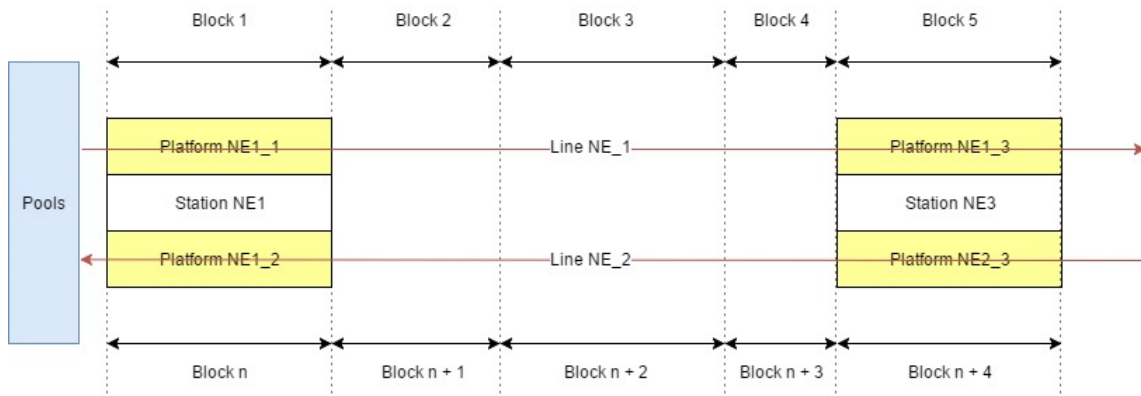 Block 1
Block 2
Block 3
Block 4
Block 5
Pools
Platform NE1_1
Line NE_1
Platform NE1_3
Station NE1
Station NE3
Platform NE1_2
Line NE_2
Platform NE2_3
Block n
Block n + 1
Block n + 2
Block n + 3
Block n + 4